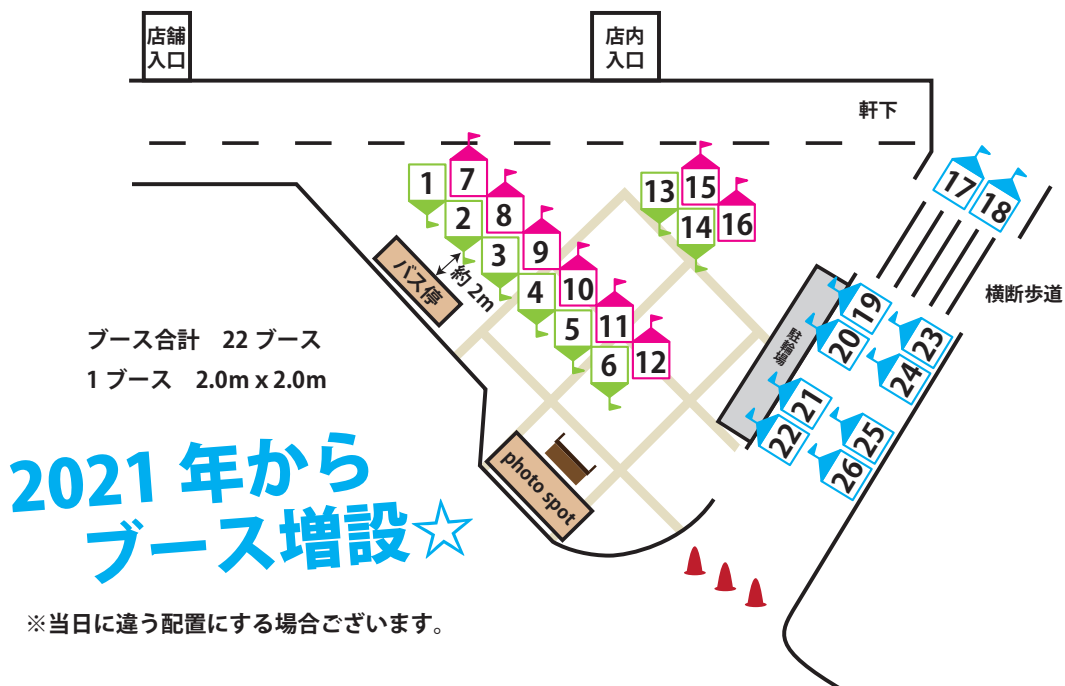 店舗
入口
店内
入口
軒下
1
7
2
8
3
9
4
10
5
11
6
12
13
15
14
16
17
18
バス停
約 2m
横断歩道
駐輪場
19
20
23
24
21
22
25
26
ブース合計 22 ブース
1 ブース 2.0m x 2.0m
2021 年から
ブース増設☆
photo spot
※当日に違う配置にする場合ございます。